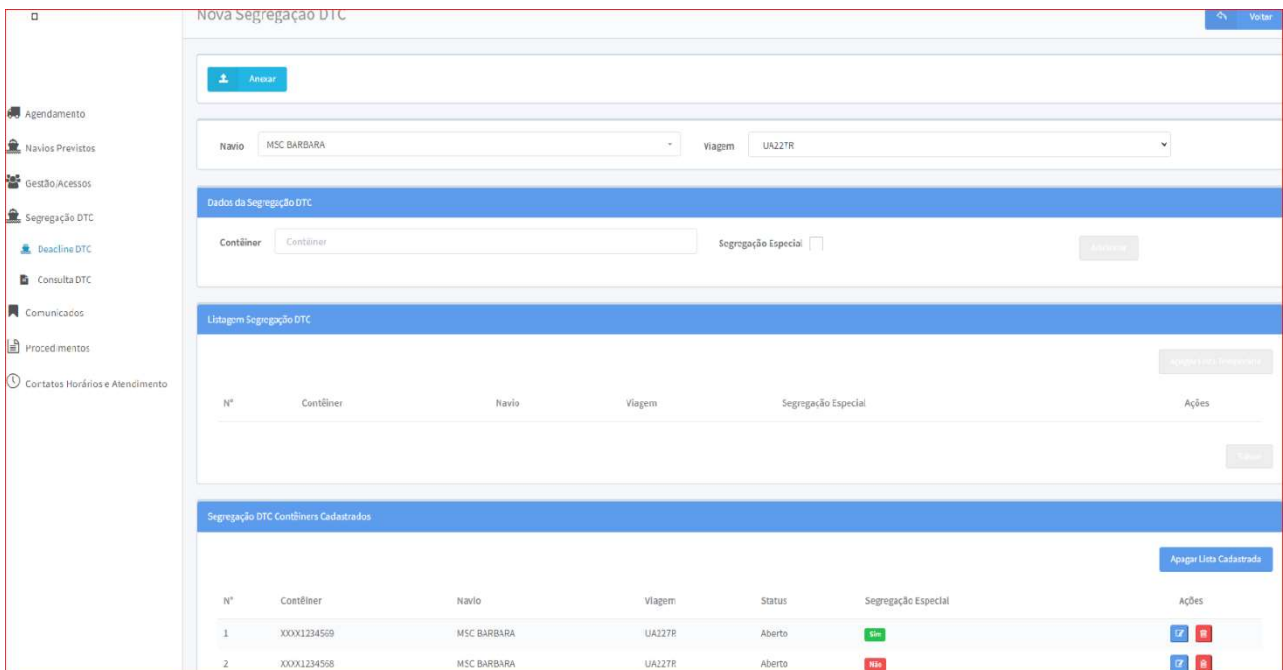 Nova Segregação DTC
Voltar
Anexar
Agendamento
Navios Previstos
Gestão/Acessos
Segregação DTC
Deadline DTC
Consulta DTC
Comunicados
Procedimentos
Contatos Horários e Atendimento
Navio MSC BARBARA Viagem UA227R
Dados da Segregação DTC
Contêiner Contêiner Segregação Especial
Listagem Segregação DTC
N° Contêiner Navio Viagem Segregação Especial Ações
Segregação DTC Contêiners Cadastrados
Apagar Lista Cadastrada
N° Contêiner Navio Viagem Status Segregação Especial Ações
1 XXXX1234569 MSC BARBARA UA227R Aberto Sim
2 XXXX1234568 MSC BARBARA UA227R Aberto Não